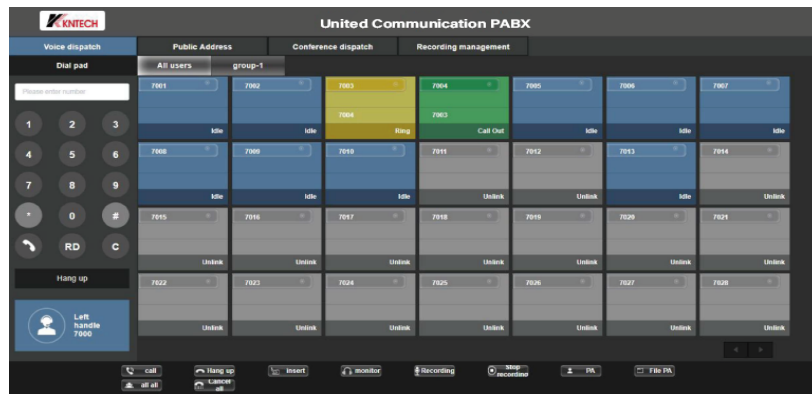 KNTECH
United Communication PABX
Voice dispatch Public Address Conference dispatch Recording management
Dial pad All users group-1
Please enter number
7001 7002 7003 7004 7005 7006 7007
7004 7003
Idle Idle Ring Call Out Idle Idle Idle
1 2 3
7008 7009 7010 7011 7012 7013 7014
4 5 6
Idle Idle Idle Unlink Unlink Idle Unlink
7 8 9
7015 7016 7017 7018 7019 7020 7021
* 0 #
Unlink Unlink Unlink Unlink Unlink Unlink Unlink
RD C
Hang up
7022 7023 7024 7025 7026 7027 7028
Left
handle
7000
Unlink Unlink Unlink Unlink Unlink Unlink Unlink
< >
call Hang up insert monitor Recording Stop recording PA File PA
all all Cancel all